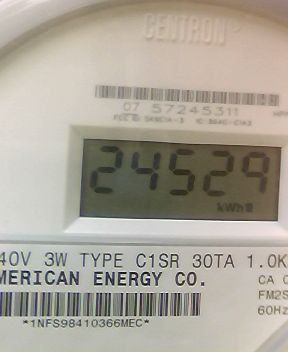 CENTRON
07 57245311
24529
kWh
40V 3W TYPE C1SR 30TA 1.0K
MERICAN ENERGY CO.
CA
FM2S
60Hz
*1NFS98410366MEC*